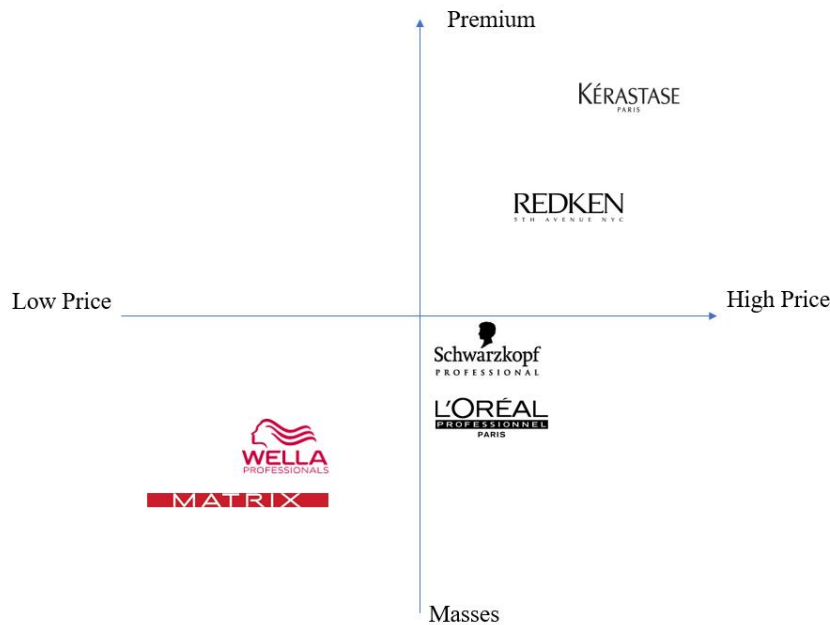 Premium
KÉRASTASE
PARIS
REDKEN
5TH AVENUE NYC
Low Price
High Price
Schwarzkopf
PROFESSIONAL
L'ORÉAL
PROFESSIONNEL
PARIS
WELLA
PROFESSIONALS
MATRIX
Masses